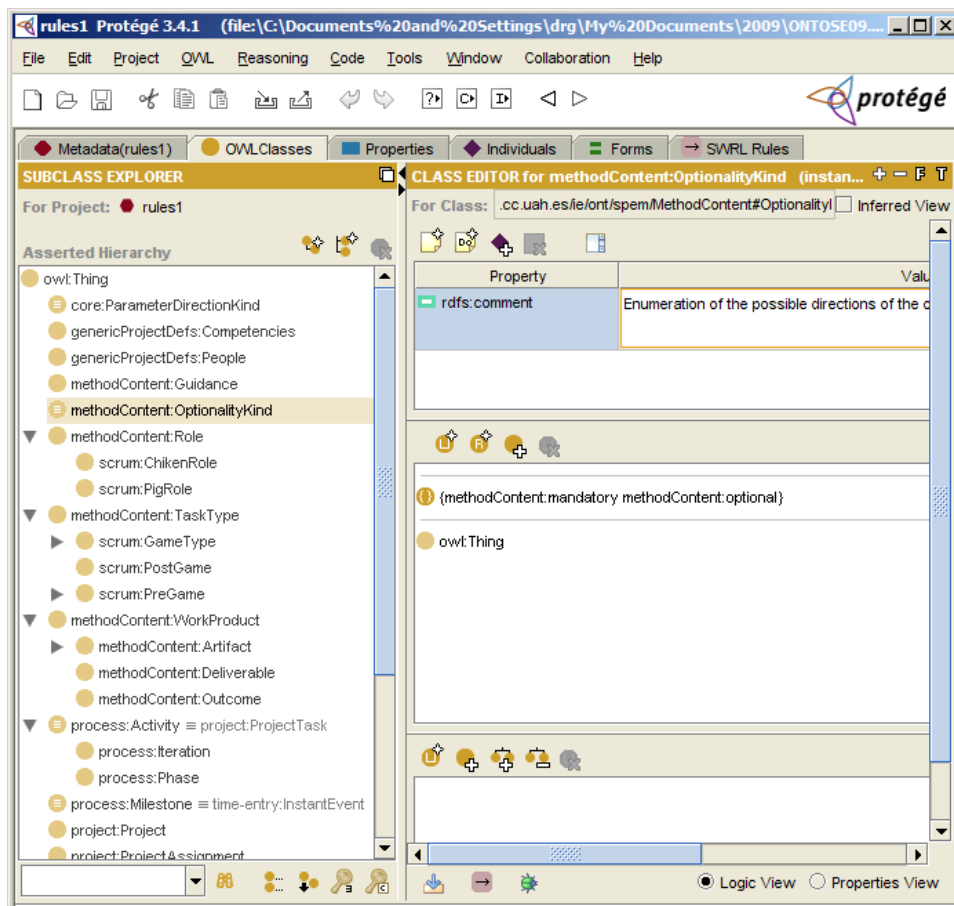 rules1 Protégé 3.4.1 (file:\C:\Documents%20and%20Settings\drg\My%20Documents\2009\ONTOSE09....
File Edit Project OWL Reasoning Code Tools Window Collaboration Help
protégé
Metadata(rules1) OWLClasses Properties Individuals Forms SWRL Rules
SUBCLASS EXPLORER
For Project: rules1
Asserted Hierarchy
owl:Thing
core:ParameterDirectionKind
genericProjectDefs:Competencies
genericProjectDefs:People
methodContent:Guidance
methodContent:OptionalityKind
methodContent:Role
scrum:ChikenRole
scrum:PigRole
methodContent:TaskType
scrum:GameType
scrum:PostGame
scrum:PreGame
methodContent:WorkProduct
methodContent:Artifact
methodContent:Deliverable
methodContent:Outcome
process:Activity ≡ project:ProjectTask
process:Iteration
process:Phase
process:Milestone ≡ time-entry:InstantEvent
project:Project
project:ProjectAssignment
CLASS EDITOR for methodContent:OptionalityKind (instan... F T
For Class: .cc.uah.es/ie/ont/spem/MethodContent#OptionalityI Inferred View
Property Valu
rdfs:comment Enumeration of the possible directions of the c
{methodContent:mandatory methodContent:optional}
owl:Thing
Logic View Properties View